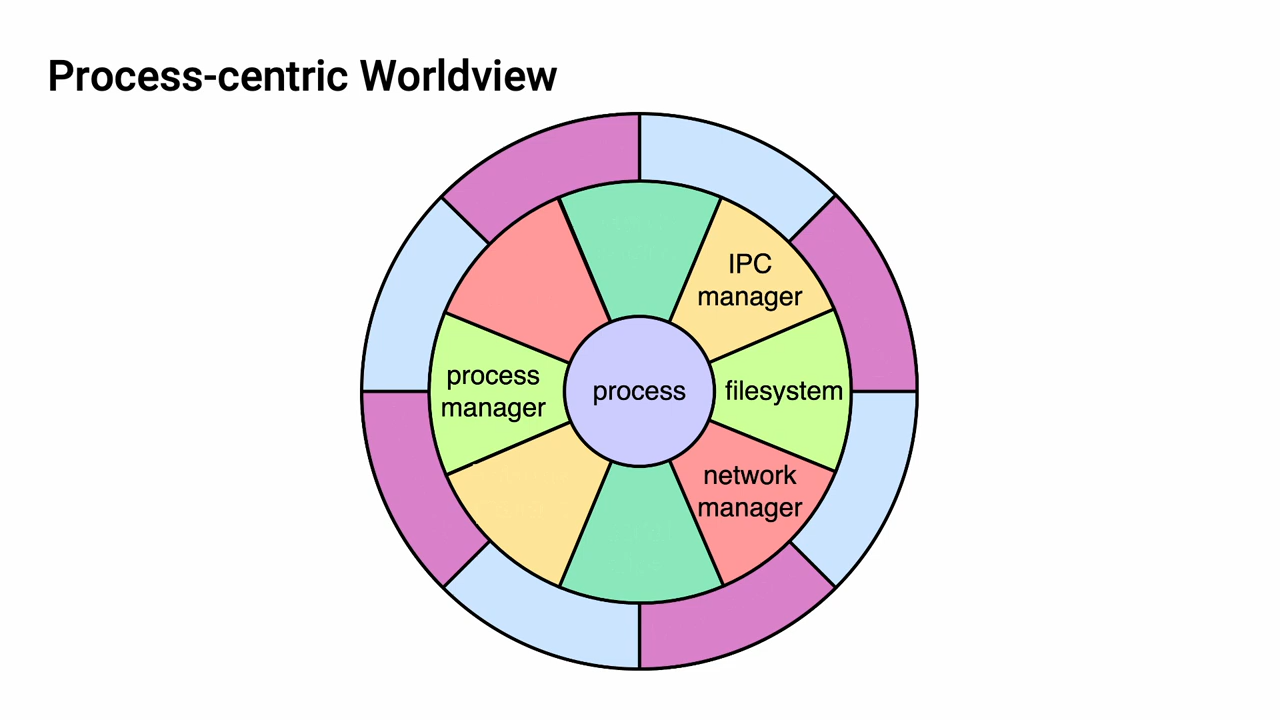 Process-centric Worldview
IPC
manager
process
manager
process
filesystem
network
manager